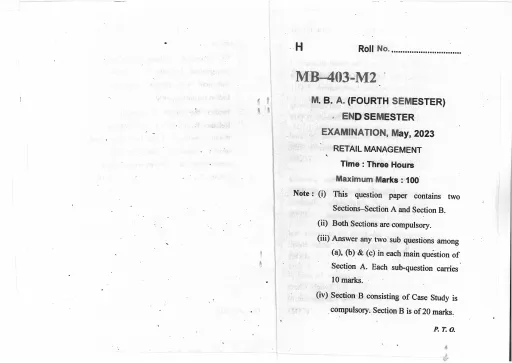 H Roll No. ..............................
MB–403-M2
M. B. A. (FOURTH SEMESTER)
END SEMESTER
EXAMINATION, May, 2023
RETAIL MANAGEMENT
Time : Three Hours
Maximum Marks : 100
Note : (i) This question paper contains two
Sections–Section A and Section B.
(ii) Both Sections are compulsory.
(iii) Answer any two sub questions among
(a), (b) & (c) in each main question of
Section A. Each sub-question carries
10 marks.
(iv) Section B consisting of Case Study is
compulsory. Section B is of 20 marks.
P. T. O.